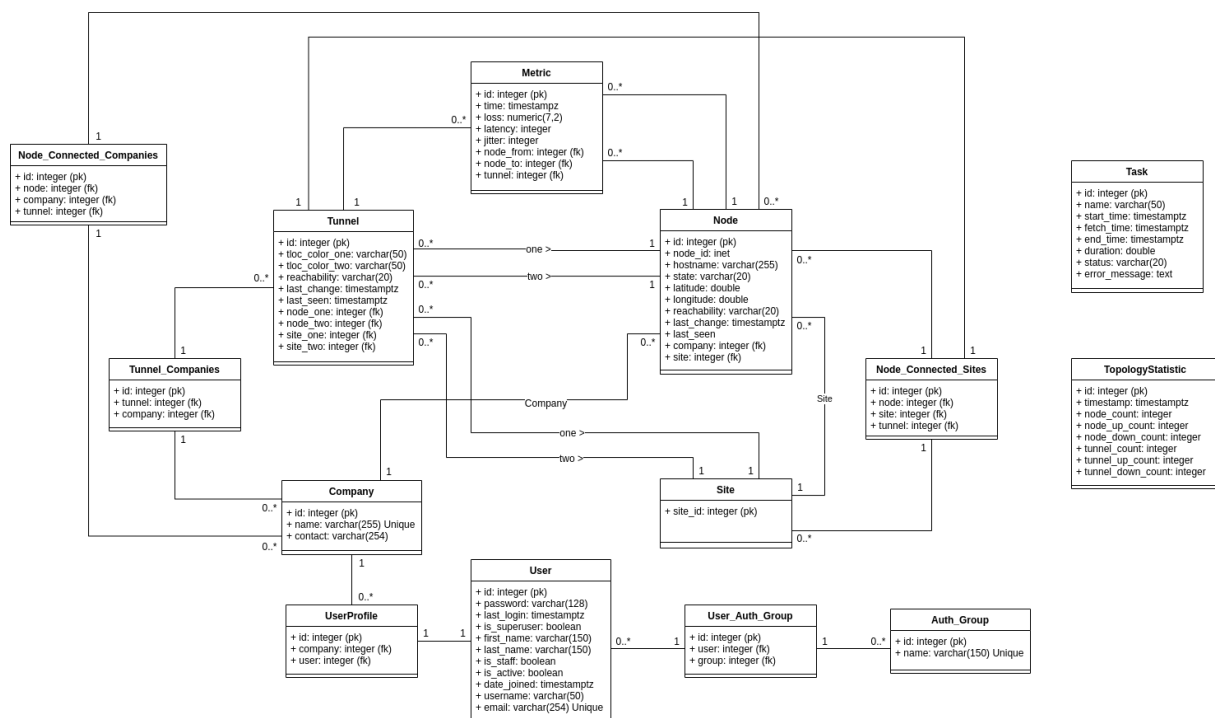 Metric
+ id: integer (pk)
+ time: timestampz
+ loss: numeric(7,2)
+ latency: integer
+ jitter: integer
+ node_from: integer (fk)
+ node_to: integer (fk)
+ tunnel: integer (fk)
0..*
0..*
0..*
1
1
1
Node_Connected_Companies
+ id: integer (pk)
+ node: integer (fk)
+ company: integer (fk)
+ tunnel: integer (fk)
1
1
Task
+ id: integer (pk)
+ name: varchar(50)
+ start_time: timestamptz
+ fetch_time: timestamptz
+ end_time: timestamptz
+ duration: double
+ status: varchar(20)
+ error_message: text
1
Tunnel
+ id: integer (pk)
+ tloc_color_one: varchar(50)
+ tloc_color_two: varchar(50)
+ reachability: varchar(20)
+ last_change: timestamptz
+ last_seen: timestamptz
+ node_one: integer (fk)
+ node_two: integer (fk)
+ site_one: integer (fk)
+ site_two: integer (fk)
0..*
0..*
0..*
0..*
0..*
one >
two >
1
1
0..*
Node
+ id: integer (pk)
+ node_id: inet
+ hostname: varchar(255)
+ state: varchar(20)
+ latitude: double
+ longitude: double
+ reachability: varchar(20)
+ last_change: timestamptz
+ last_seen
+ company: integer (fk)
+ site: integer (fk)
0..*
0..*
0..*
1
1
1
Tunnel_Companies
+ id: integer (pk)
+ tunnel: integer (fk)
+ company: integer (fk)
1
Company
Site
Node_Connected_Sites
+ id: integer (pk)
+ node: integer (fk)
+ site: integer (fk)
+ tunnel: integer (fk)
1
TopologyStatistic
+ id: integer (pk)
+ timestamp: timestamptz
+ node_count: integer
+ node_up_count: integer
+ node_down_count: integer
+ tunnel_count: integer
+ tunnel_up_count: integer
+ tunnel_down_count: integer
one >
two >
1
1
1
Company
+ id: integer (pk)
+ name: varchar(255) Unique
+ contact: varchar(254)
0..*
0..*
1
Site
+ site_id: integer (pk)
1
0..*
0..*
UserProfile
+ id: integer (pk)
+ company: integer (fk)
+ user: integer (fk)
1
1
User
+ id: integer (pk)
+ password: varchar(128)
+ last_login: timestamptz
+ is_superuser: boolean
+ first_name: varchar(150)
+ last_name: varchar(150)
+ is_staff: boolean
+ is_active: boolean
+ date_joined: timestamptz
+ username: varchar(50)
+ email: varchar(254) Unique
0..*
1
User_Auth_Group
+ id: integer (pk)
+ user: integer (fk)
+ group: integer (fk)
1
0..*
Auth_Group
+ id: integer (pk)
+ name: varchar(150) Unique